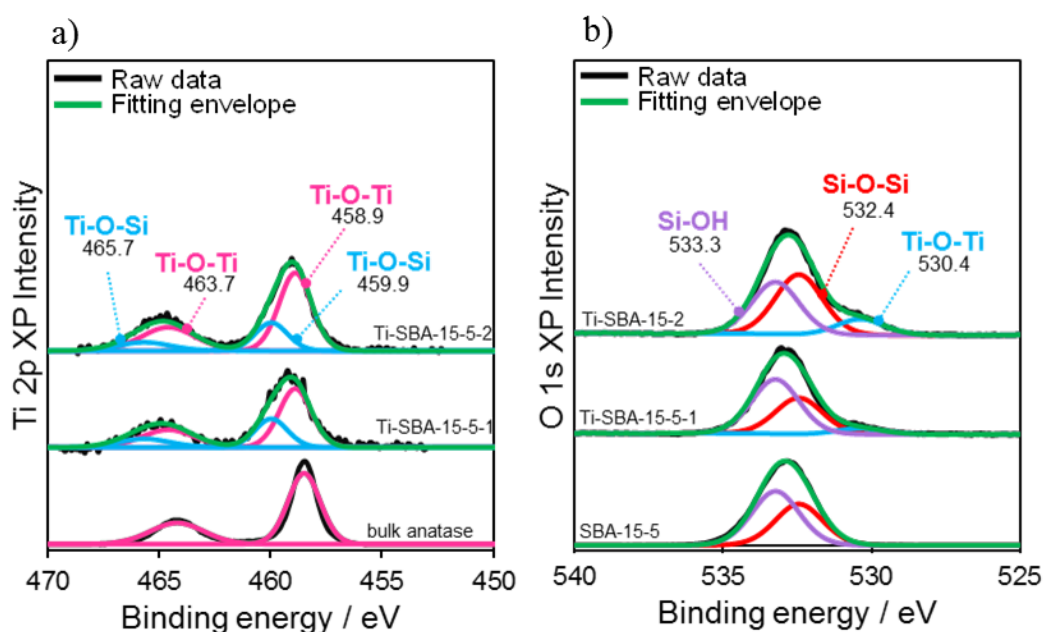 a)
Raw data
Fitting envelope
Ti 2p XP Intensity
Ti-O-Ti
458.9
Ti-O-Si
465.7
Ti-O-Ti
463.7
Ti-O-Si
459.9
Ti-SBA-15-5-2
Ti-SBA-15-5-1
bulk anatase
470 465 460 455 450
Binding energy / eV
b)
Raw data
Fitting envelope
O 1s XP Intensity
Si-O-Si
532.4
Si-OH
533.3
Ti-O-Ti
530.4
Ti-SBA-15-2
Ti-SBA-15-5-1
SBA-15-5
540 535 530 525
Binding energy / eV